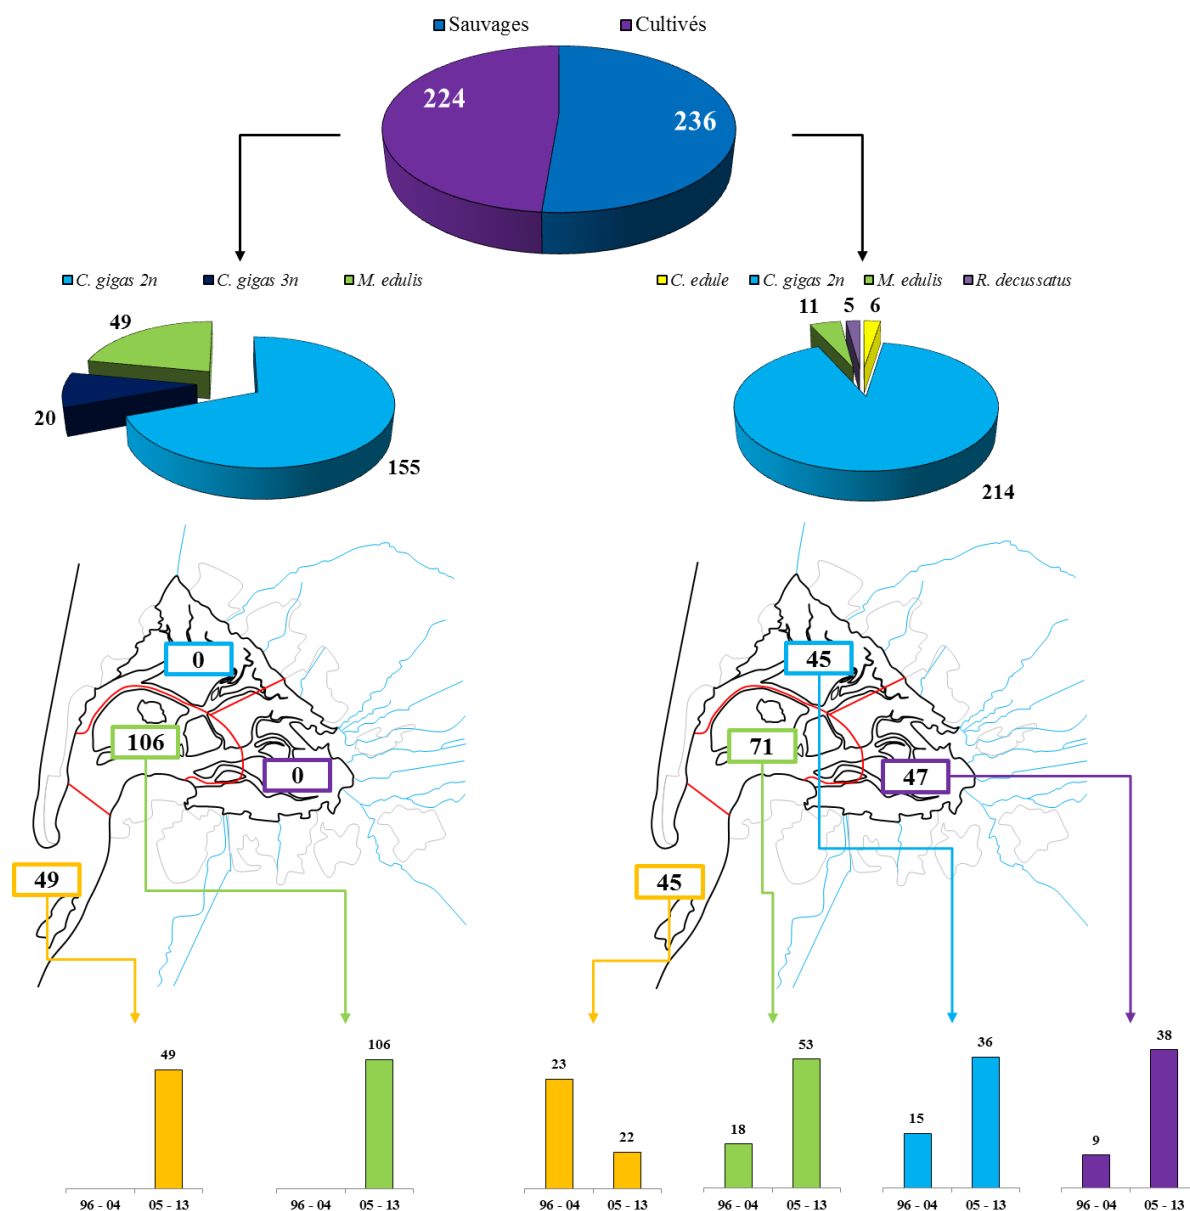 Sauvages Cultivés
224
236
C. gigas 2n C. gigas 3n M. edulis
49
20
155
C. edule C. gigas 2n M. edulis R. decussatus
11 5 6
214
0
106
0
49
45
71
47
45
49
96 - 04 05 - 13
106
96 - 04 05 - 13
23
22
96 - 04 05 - 13
18
53
96 - 04 05 - 13
15
36
96 - 04 05 - 13
9
38
96 - 04 05 - 13